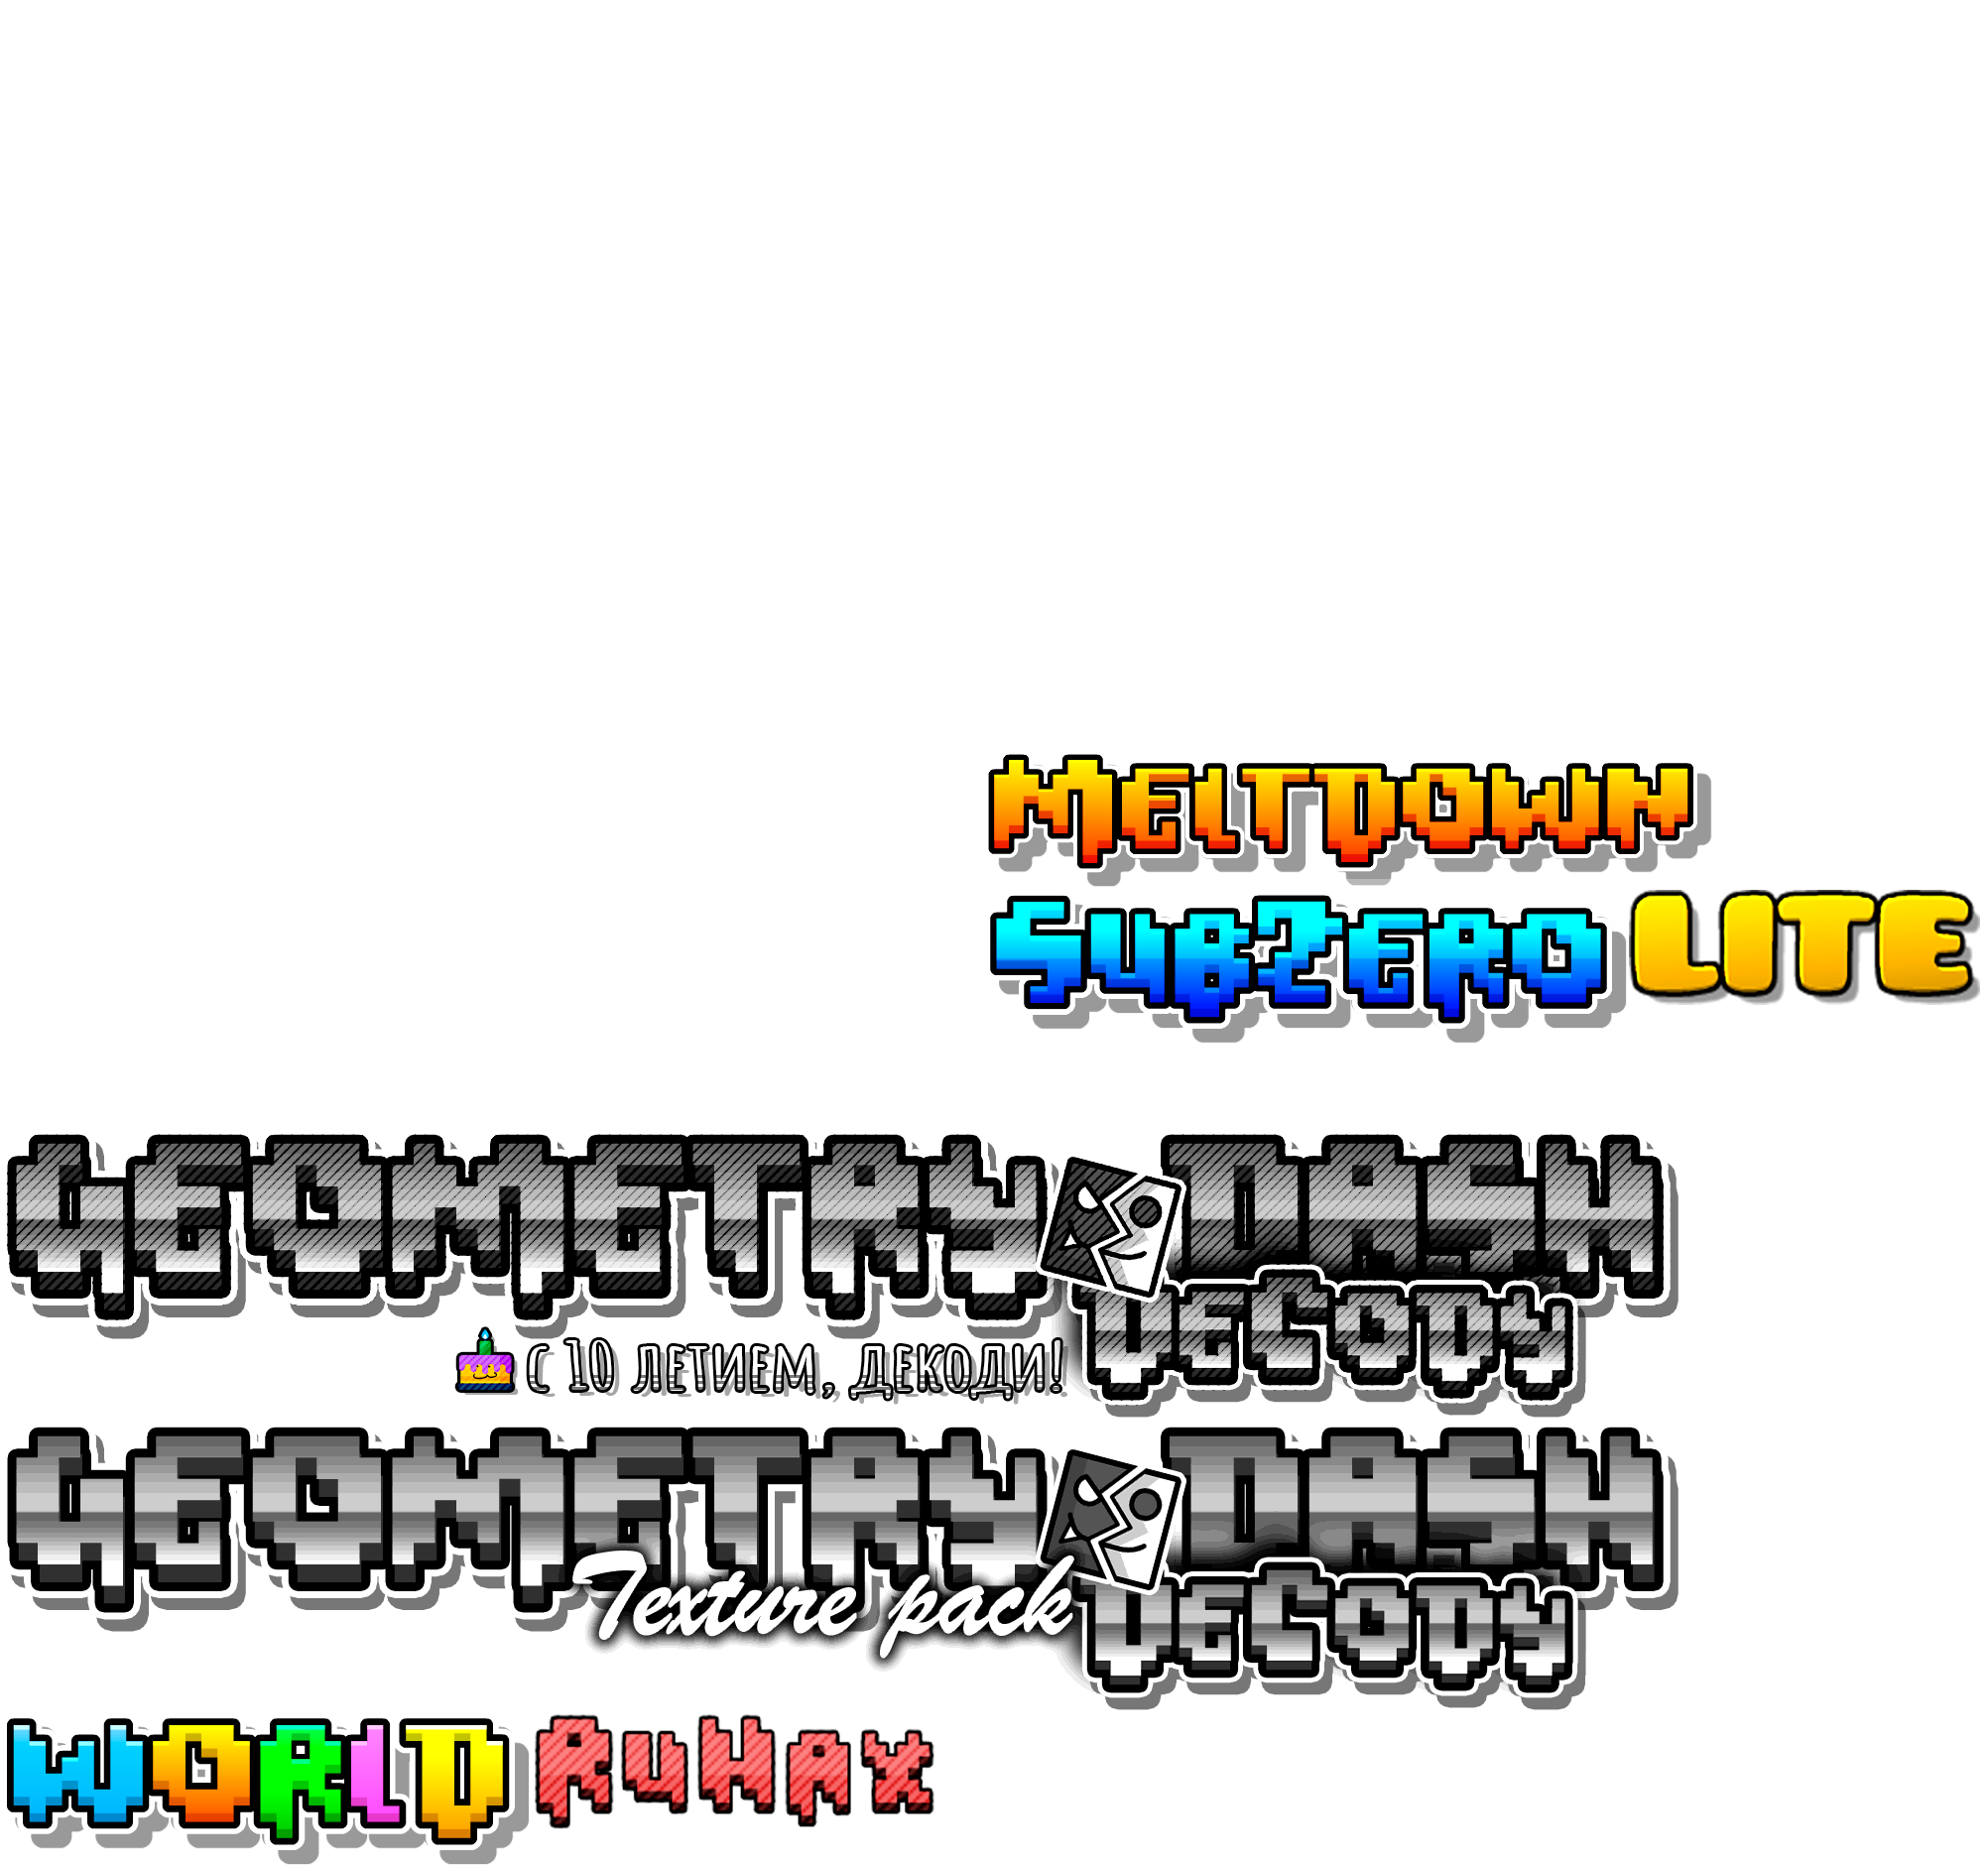 MELTDOWN
SUBZERO LITE
GEOMETRY DASH
DECODY
С 10 ЛЕТИЕМ, ДЕКОДИ!
GEOMETRY DASH
Texture pack
DECODY
WORLD RUHAX